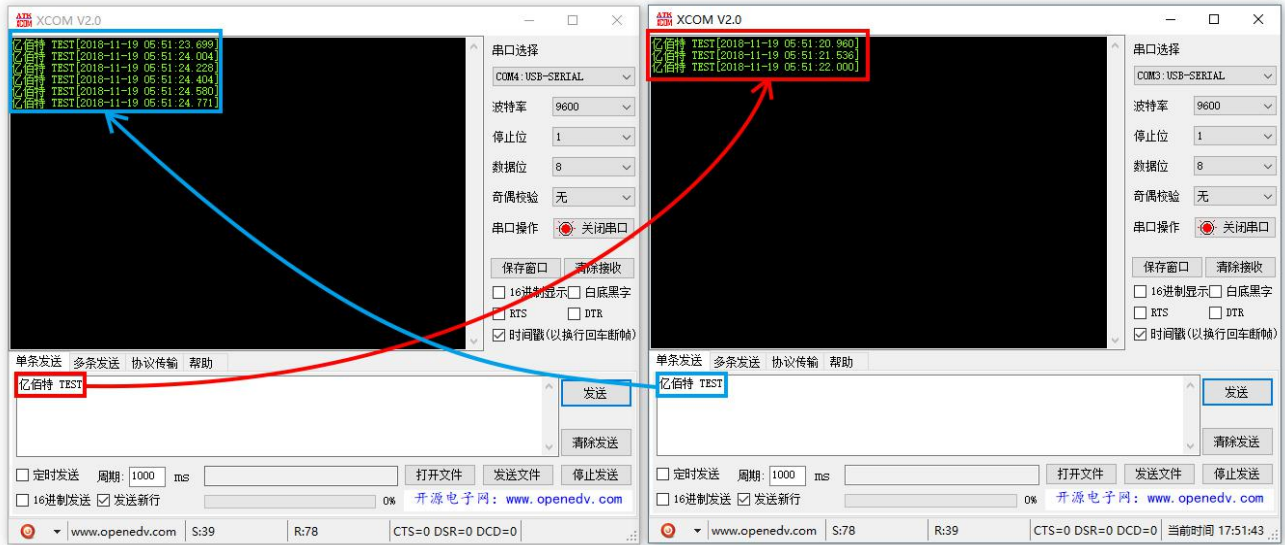 ATK XCOM XCOM V2.0
亿佰特 TEST[2018-11-19 05:51:23.699]
亿佰特 TEST[2018-11-19 05:51:24.004]
亿佰特 TEST[2018-11-19 05:51:24.228]
亿佰特 TEST[2018-11-19 05:51:24.404]
亿佰特 TEST[2018-11-19 05:51:24.580]
亿佰特 TEST[2018-11-19 05:51:24.771]
串口选择
COM4:USB-SERIAL
波特率 9600
停止位 1
数据位 8
奇偶校验 无
串口操作 关闭串口
保存窗口 清除接收
16进制显示 白底黑字
RTS DTR
时间戳(以换行回车断帧)
单条发送 多条发送 协议传输 帮助
亿佰特 TEST
发送
清除发送
定时发送 周期: 1000 ms 打开文件 发送文件 停止发送
16进制发送 发送新行 0% 开源电子网: www.openedv.com
www.openedv.com S:39 R:78 CTS=0 DSR=0 DCD=0
ATK XCOM XCOM V2.0
亿佰特 TEST[2018-11-19 05:51:20.960]
亿佰特 TEST[2018-11-19 05:51:21.536]
亿佰特 TEST[2018-11-19 05:51:22.000]
串口选择
COM3:USB-SERIAL
波特率 9600
停止位 1
数据位 8
奇偶校验 无
串口操作 关闭串口
保存窗口 清除接收
16进制显示 白底黑字
RTS DTR
时间戳(以换行回车断帧)
单条发送 多条发送 协议传输 帮助
亿佰特 TEST
发送
清除发送
定时发送 周期: 1000 ms 打开文件 发送文件 停止发送
16进制发送 发送新行 0% 开源电子网: www.openedv.com
www.openedv.com S:78 R:39 CTS=0 DSR=0 DCD=0 当前时间 17:51:43